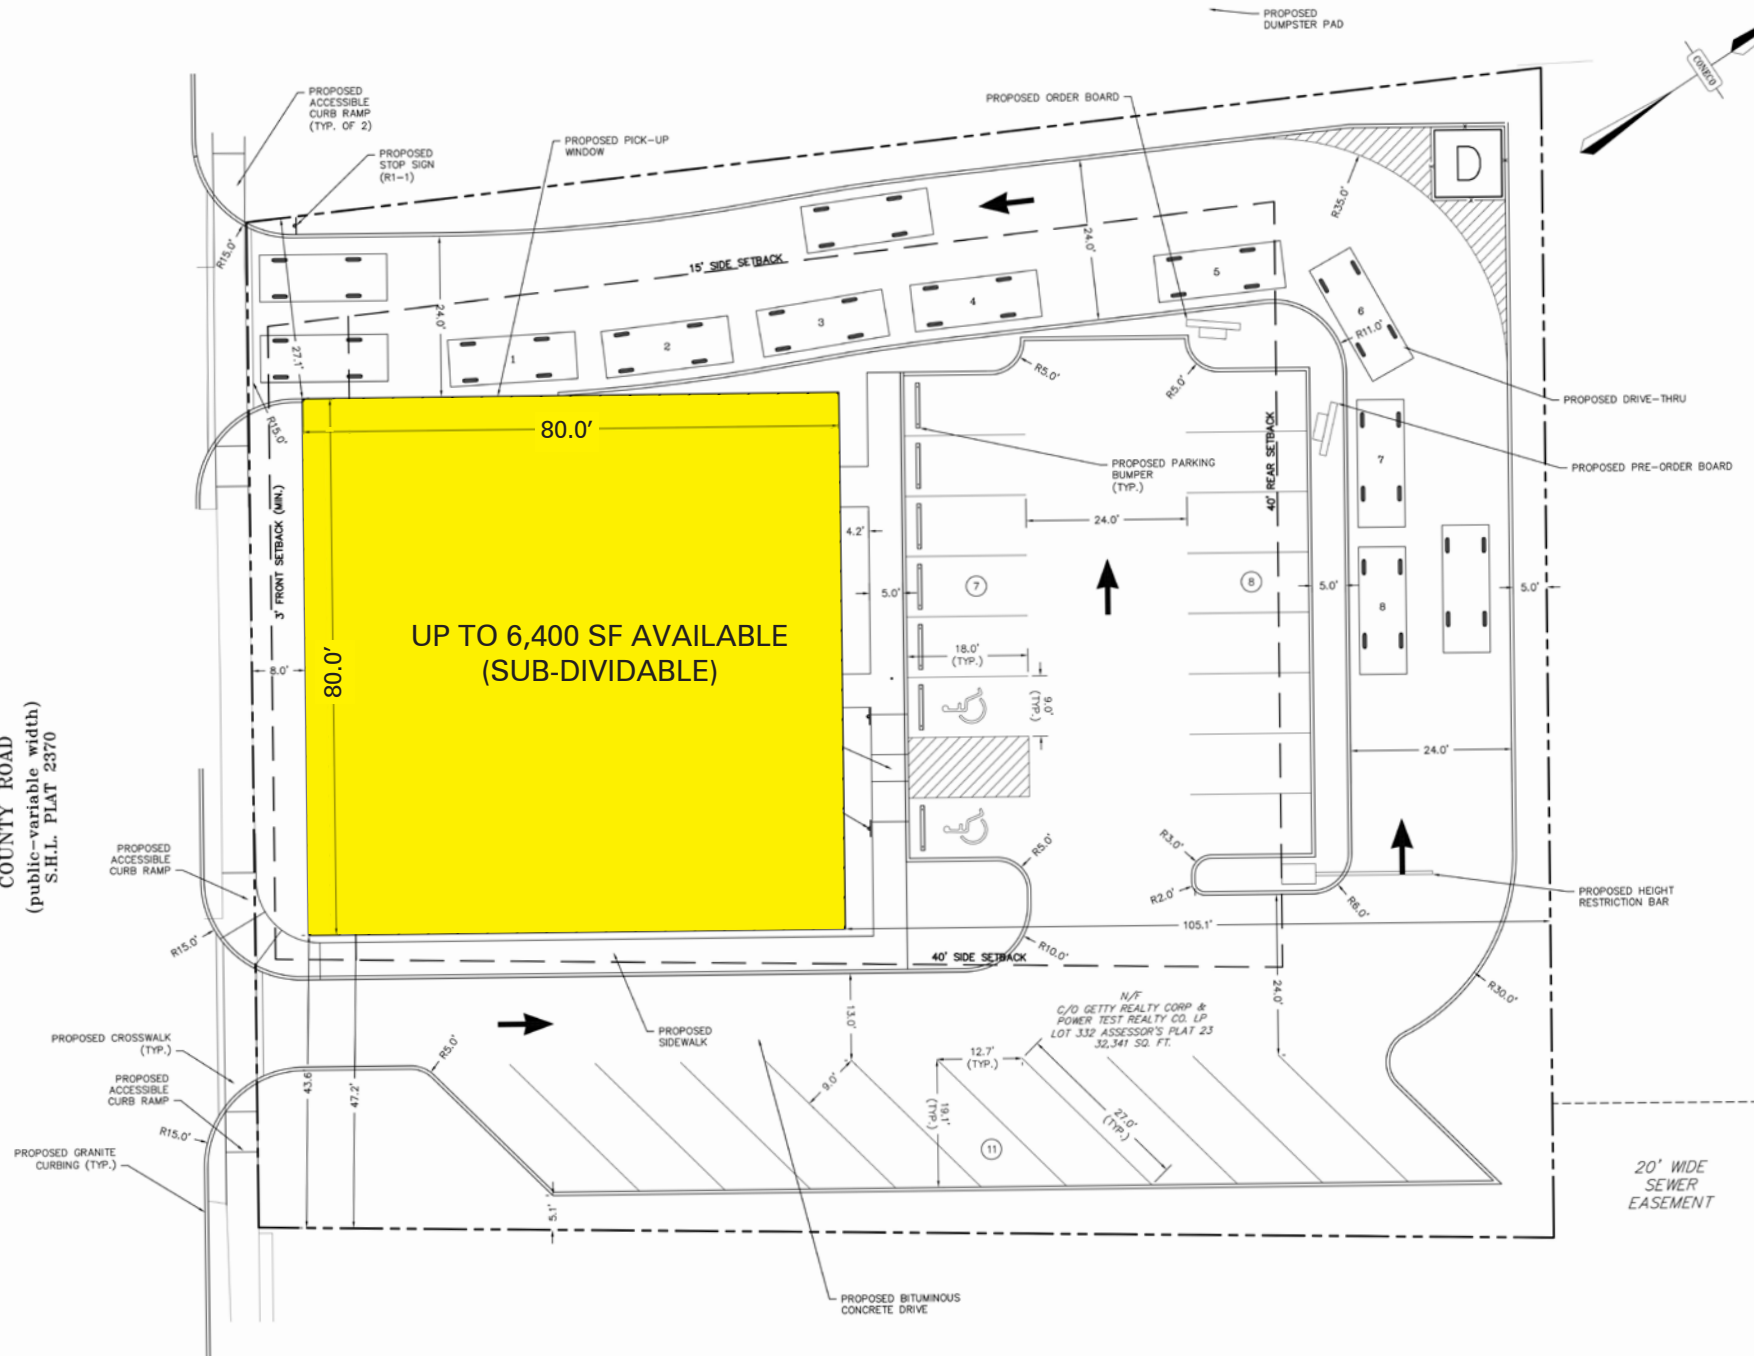 PROPOSED
DUMPSTER PAD
CONECO
PROPOSED
ACCESSIBLE
CURB RAMP
(TYP. OF 2)
PROPOSED ORDER BOARD
PROPOSED PICK-UP
WINDOW
PROPOSED
STOP SIGN
(R1-1)
D
R35.0'
R15.0'
24.0'
15' SIDE SETBACK
24.0'
27.1'
1
2
3
4
5
6
R11.0'
R5.0'
R5.0'
PROPOSED DRIVE-THRU
R15.0'
80.0'
40' REAR SETBACK
PROPOSED PARKING
BUMPER
(TYP.)
7
PROPOSED PRE-ORDER BOARD
3' FRONT SETBACK (MIN.)
24.0'
4.2'
5.0'
7
8
5.0'
8
5.0'
UP TO 6,400 SF AVAILABLE
(SUB-DIVIDABLE)
80.0'
8.0'
18.0'
(TYP.)
9.0'
(TYP.)
24.0'
COUNTY ROAD
(public-variable width)
S.H.L. PLAT 2370
PROPOSED
ACCESSIBLE
CURB RAMP
R5.0'
R3.0'
R2.0'
R6.0'
PROPOSED HEIGHT
RESTRICTION BAR
105.1'
R15.0'
R10.0'
40' SIDE SETBACK
R30.0'
24.0'
13.0'
N/F
C/O GETTY REALTY CORP &
POWER TEST REALTY CO. LP
LOT 332 ASSESSOR'S PLAT 23
32,341 SQ. FT.
PROPOSED
SIDEWALK
PROPOSED CROSSWALK
(TYP.)
R5.0'
12.7'
(TYP.)
PROPOSED
ACCESSIBLE
CURB RAMP
43.6'
47.2'
9.0'
19.1'
(TYP.)
27.0'
(TYP.)
R15.0'
11
PROPOSED GRANITE
CURBING (TYP.)
5.1'
20' WIDE
SEWER
EASEMENT
PROPOSED BITUMINOUS
CONCRETE DRIVE